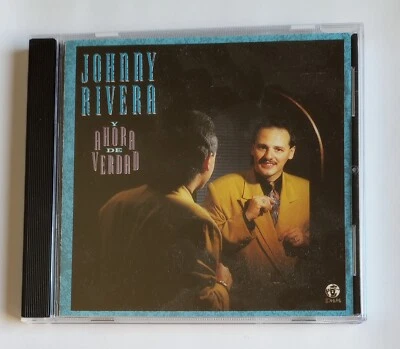 JOHNNY
RIVERA
Y
AHORA
DE
VERDAD